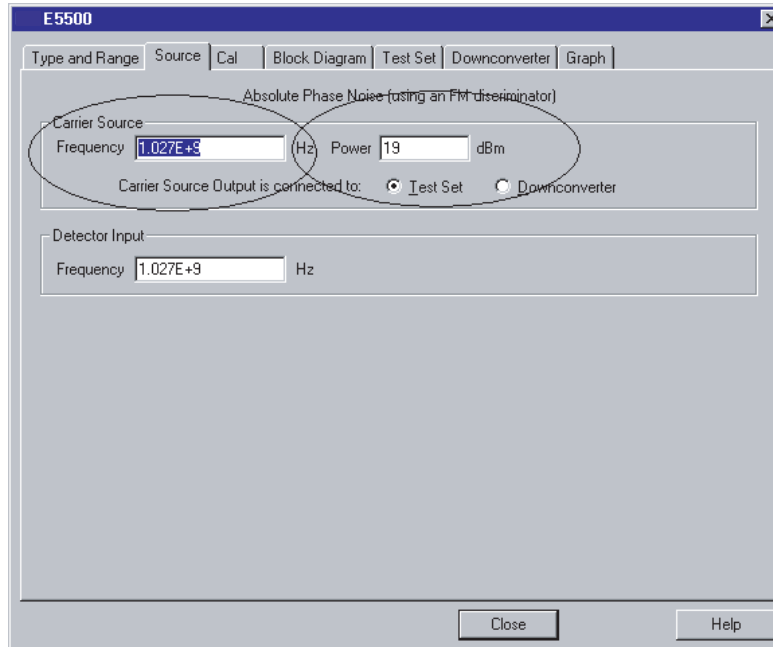 E5500
Type and Range Source Cal Block Diagram Test Set Downconverter Graph
Absolute Phase Noise (using an FM discriminator)
Carrier Source
Frequency 1.027E+9 Hz Power 19 dBm
Carrier Source Output is connected to: Test Set Downconverter
Detector Input
Frequency 1.027E+9 Hz
Close Help